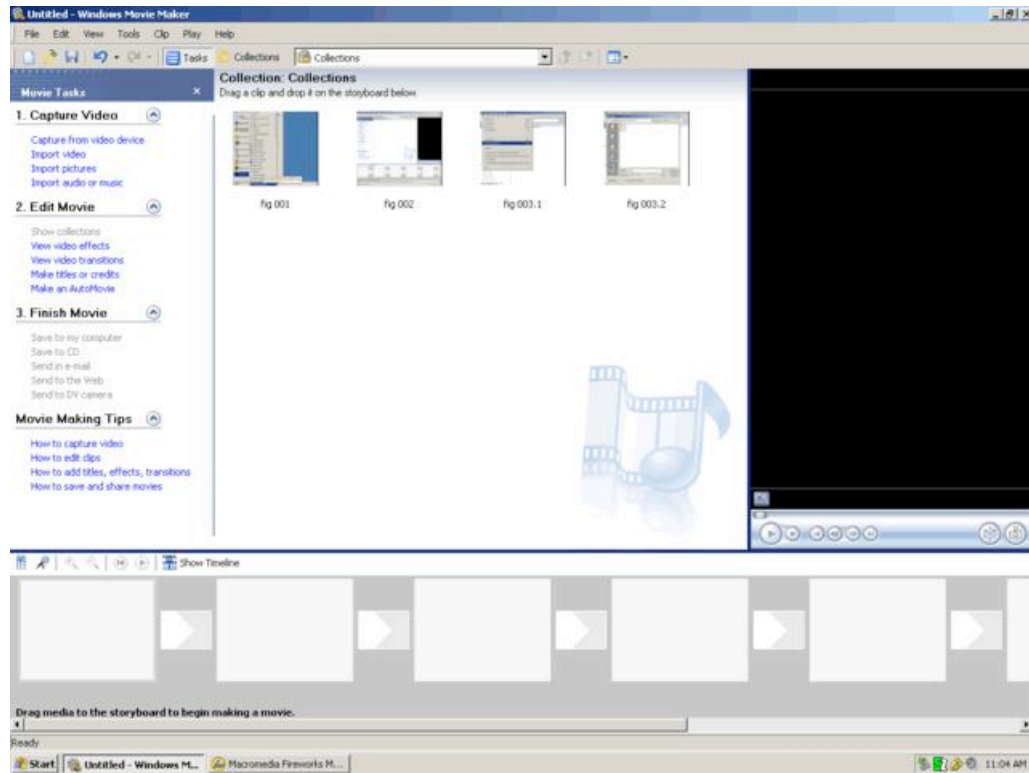 Untitled - Windows Movie Maker
File Edit View Tools Clip Play Help
Tasks Collections Collections
Movie Tasks
Collection: Collections
Drag a clip and drop it on the storyboard below.
1. Capture Video
Capture from video device
Import video
Import pictures
Import audio or music
fig 001 fig 002 fig 003.1 fig 003.2
2. Edit Movie
Show collections
View video effects
View video transitions
Make titles or credits
Make an AutoMovie
3. Finish Movie
Save to my computer
Save to CD
Send in e-mail
Send to the Web
Send to DV camera
Movie Making Tips
How to capture video
How to edit clips
How to add titles, effects, transitions
How to save and share movies
Show Timeline
Drag media to the storyboard to begin making a movie.
Ready
Start Untitled - Windows M... Macromedia Fireworks M... 11:04 AM